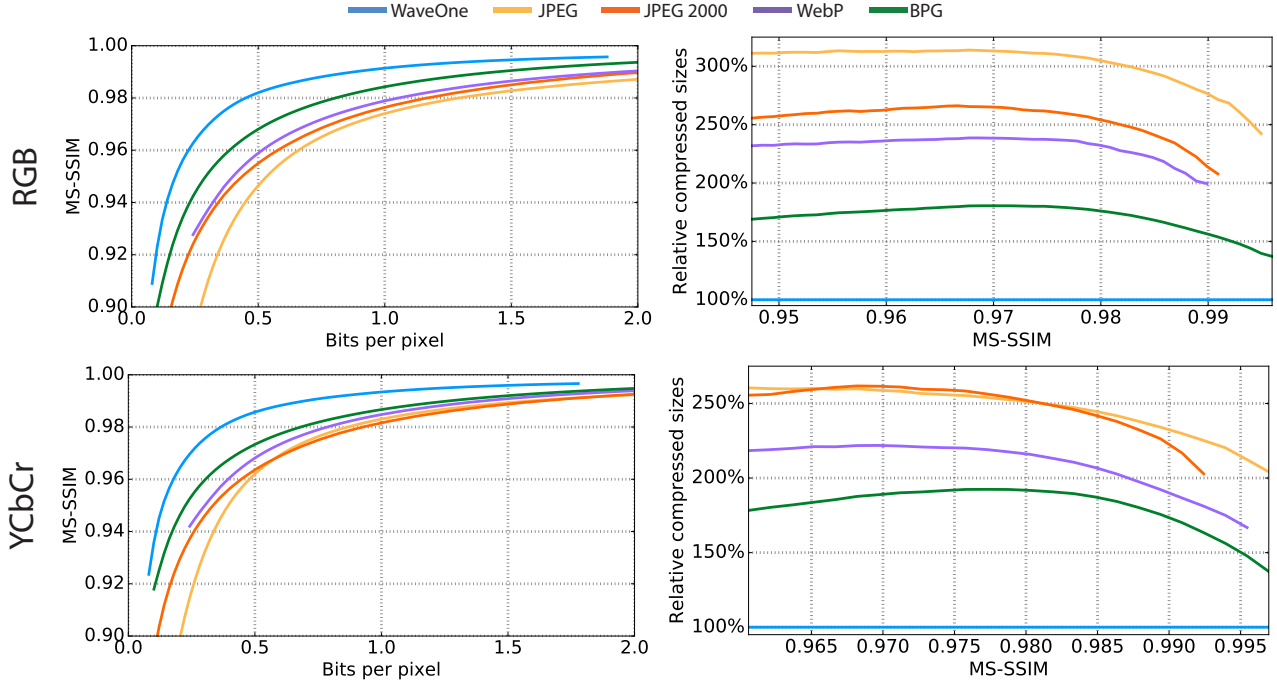 WaveOne JPEG JPEG 2000 WebP BPG
RGB
MS-SSIM
1.00
0.98
0.96
0.94
0.92
0.90
0.0 0.5 1.0 1.5 2.0
Bits per pixel
Relative compressed sizes
300%
250%
200%
150%
100%
0.95 0.96 0.97 0.98 0.99
MS-SSIM
YCbCr
MS-SSIM
1.00
0.98
0.96
0.94
0.92
0.90
0.0 0.5 1.0 1.5 2.0
Bits per pixel
Relative compressed sizes
250%
200%
150%
100%
0.965 0.970 0.975 0.980 0.985 0.990 0.995
MS-SSIM